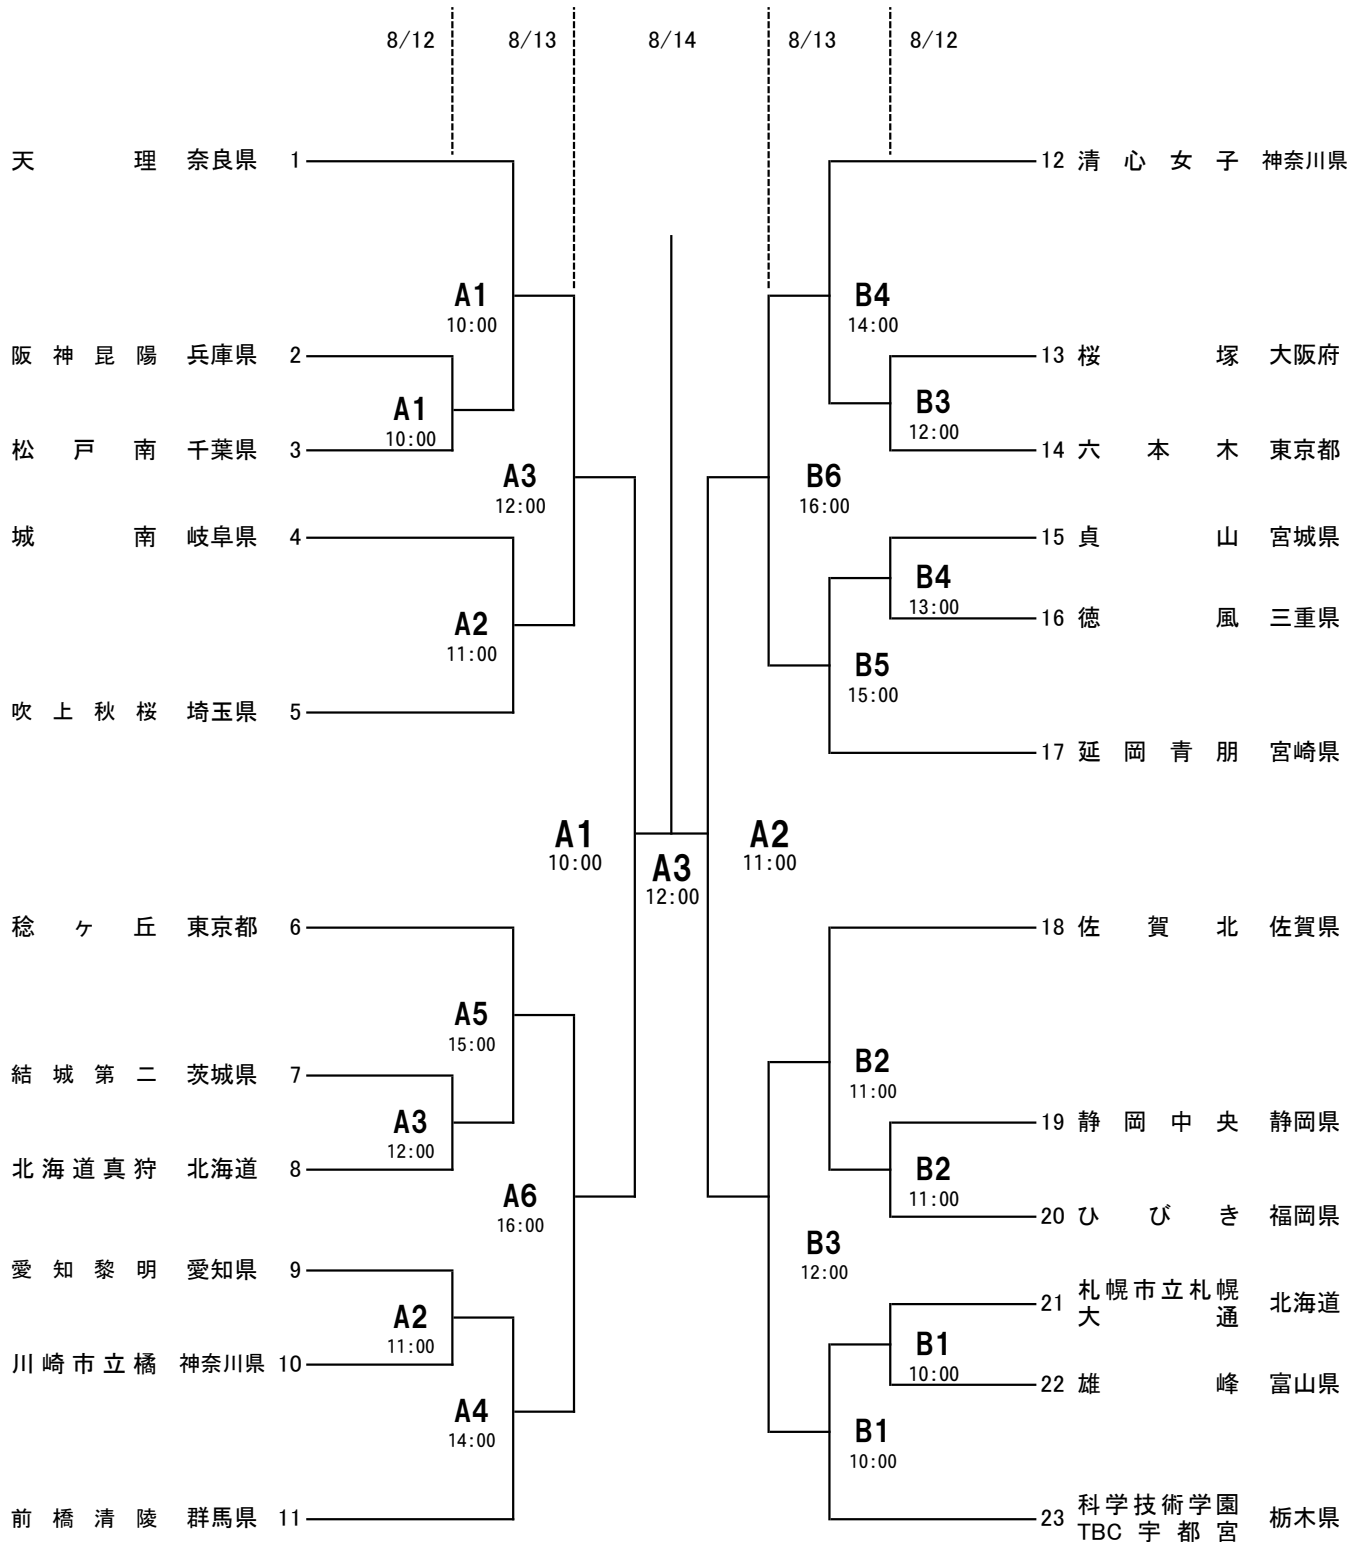 8/12 8/13 8/14 8/13 8/12
天理 奈良県 1
12 清心女子 神奈川県
A1
10:00
B4
14:00
阪神昆陽 兵庫県 2
13 桜塚 大阪府
A1
10:00
B3
12:00
松戸南 千葉県 3
14 六本木 東京都
A3
12:00
B6
16:00
城南 岐阜県 4
15 貞山 宮城県
B4
13:00
A2
11:00
16 徳風 三重県
B5
15:00
吹上秋桜 埼玉県 5
17 延岡青朋 宮崎県
A1
10:00
A3
12:00
A2
11:00
稔ヶ丘 東京都 6
18 佐賀北 佐賀県
A5
15:00
B2
11:00
結城第二 茨城県 7
A3
12:00
19 静岡中央 静岡県
北海道真狩 北海道 8
B2
11:00
A6
16:00
20 ひびき 福岡県
B3
12:00
愛知黎明 愛知県 9
21 札幌市立札幌
大通 北海道
A2
11:00
B1
10:00
川崎市立橘 神奈川県 10
22 雄峰 富山県
A4
14:00
B1
10:00
前橋清陵 群馬県 11
23 科学技術学園
TBC宇都宮 栃木県